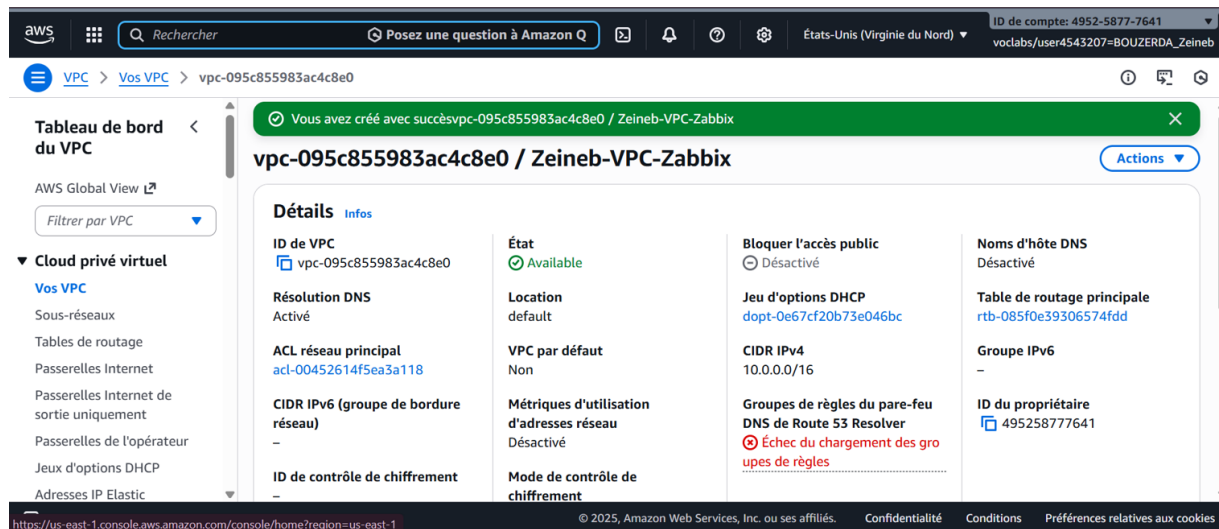 aws
Rechercher
Posez une question à Amazon Q
États-Unis (Virginie du Nord)
ID de compte: 4952-5877-7641
voclabs/user4543207=BOUZERDA_Zeineb
VPC > Vos VPC > vpc-095c855983ac4c8e0
Tableau de bord
du VPC
AWS Global View
Filtrer par VPC
Cloud privé virtuel
Vos VPC
Sous-réseaux
Tables de routage
Passerelles Internet
Passerelles Internet de
sortie uniquement
Passerelles de l'opérateur
Jeux d'options DHCP
Adresses IP Elastic
Vous avez créé avec succèsvpc-095c855983ac4c8e0 / Zeineb-VPC-Zabbix
vpc-095c855983ac4c8e0 / Zeineb-VPC-Zabbix
Actions
Détails Infos
ID de VPC
vpc-095c855983ac4c8e0
État
Available
Bloquer l'accès public
Désactivé
Noms d'hôte DNS
Désactivé
Résolution DNS
Activé
Location
default
Jeu d'options DHCP
dopt-0e67cf20b73e046bc
Table de routage principale
rtb-085f0e39306574fdd
ACL réseau principal
acl-00452614f5ea3a118
VPC par défaut
Non
CIDR IPv4
10.0.0.0/16
Groupe IPv6
–
CIDR IPv6 (groupe de bordure
réseau)
–
Métriques d'utilisation
d'adresses réseau
Désactivé
Groupes de règles du pare-feu
DNS de Route 53 Resolver
Échec du chargement des gro
upes de règles
ID du propriétaire
495258777641
ID de contrôle de chiffrement
–
Mode de contrôle de
chiffrement
https://us-east-1.console.aws.amazon.com/console/home?region=us-east-1
© 2025, Amazon Web Services, Inc. ou ses affiliés.
Confidentialité
Conditions
Préférences relatives aux cookies